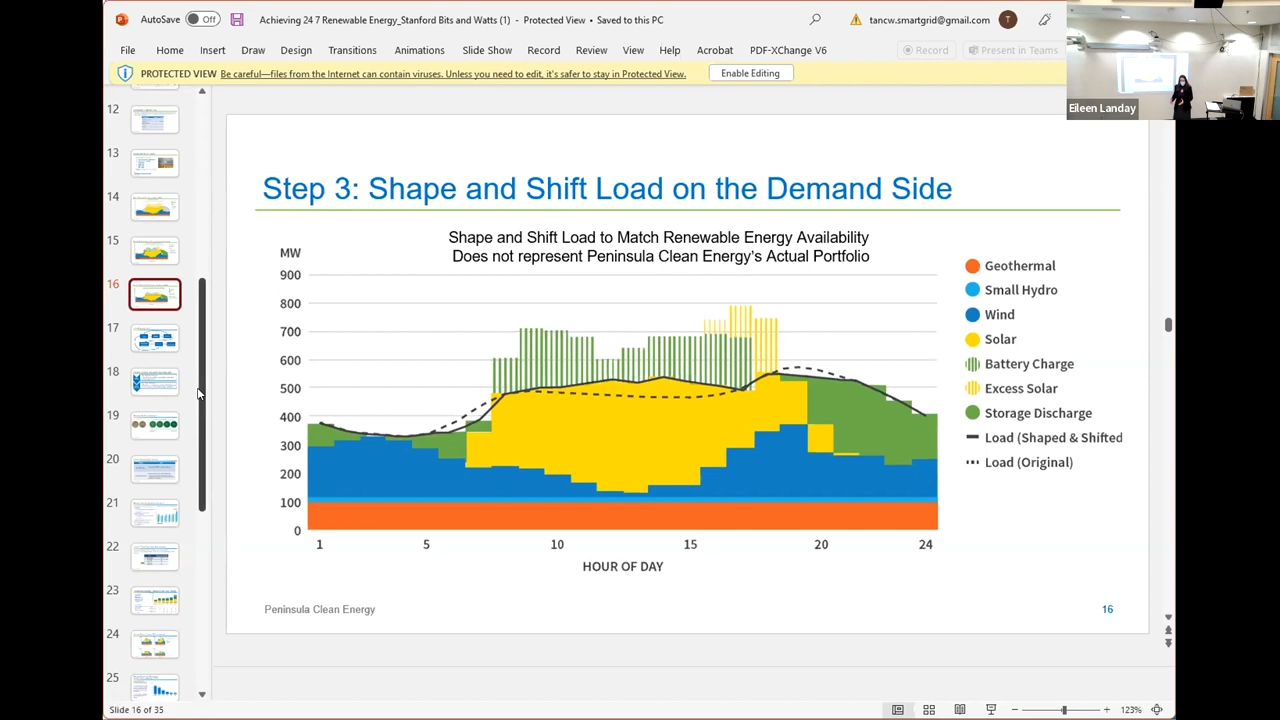 AutoSave
Off
Achieving 24 7 Renewable Energy_Stanford Bits and Watts (1) - Protected View • Saved to this PC
tancw.smartgrid@gmail.com
T
File Home Insert Draw Design Transitions Animations Slide Show Record Review View Help Acrobat PDF-XChange V6
Record
Present in Teams
PROTECTED VIEW Be careful—files from the Internet can contain viruses. Unless you need to edit, it's safer to stay in Protected View.
Enable Editing
Eileen Landay
12
13
14
15
16
17
18
19
20
21
22
23
24
25
Step 3: Shape and Shift Load on the Demand Side
Shape and Shift Load to Match Renewable Energy Availability
Does not represent Peninsula Clean Energy's Actual Portfolio
MW
900
800
700
600
500
400
300
200
100
0
1 5 10 15 20 24
HOUR OF DAY
Geothermal
Small Hydro
Wind
Solar
Battery Charge
Excess Solar
Storage Discharge
Load (Shaped & Shifted
Load (Original)
Peninsula Clean Energy
16
Slide 16 of 35
123%